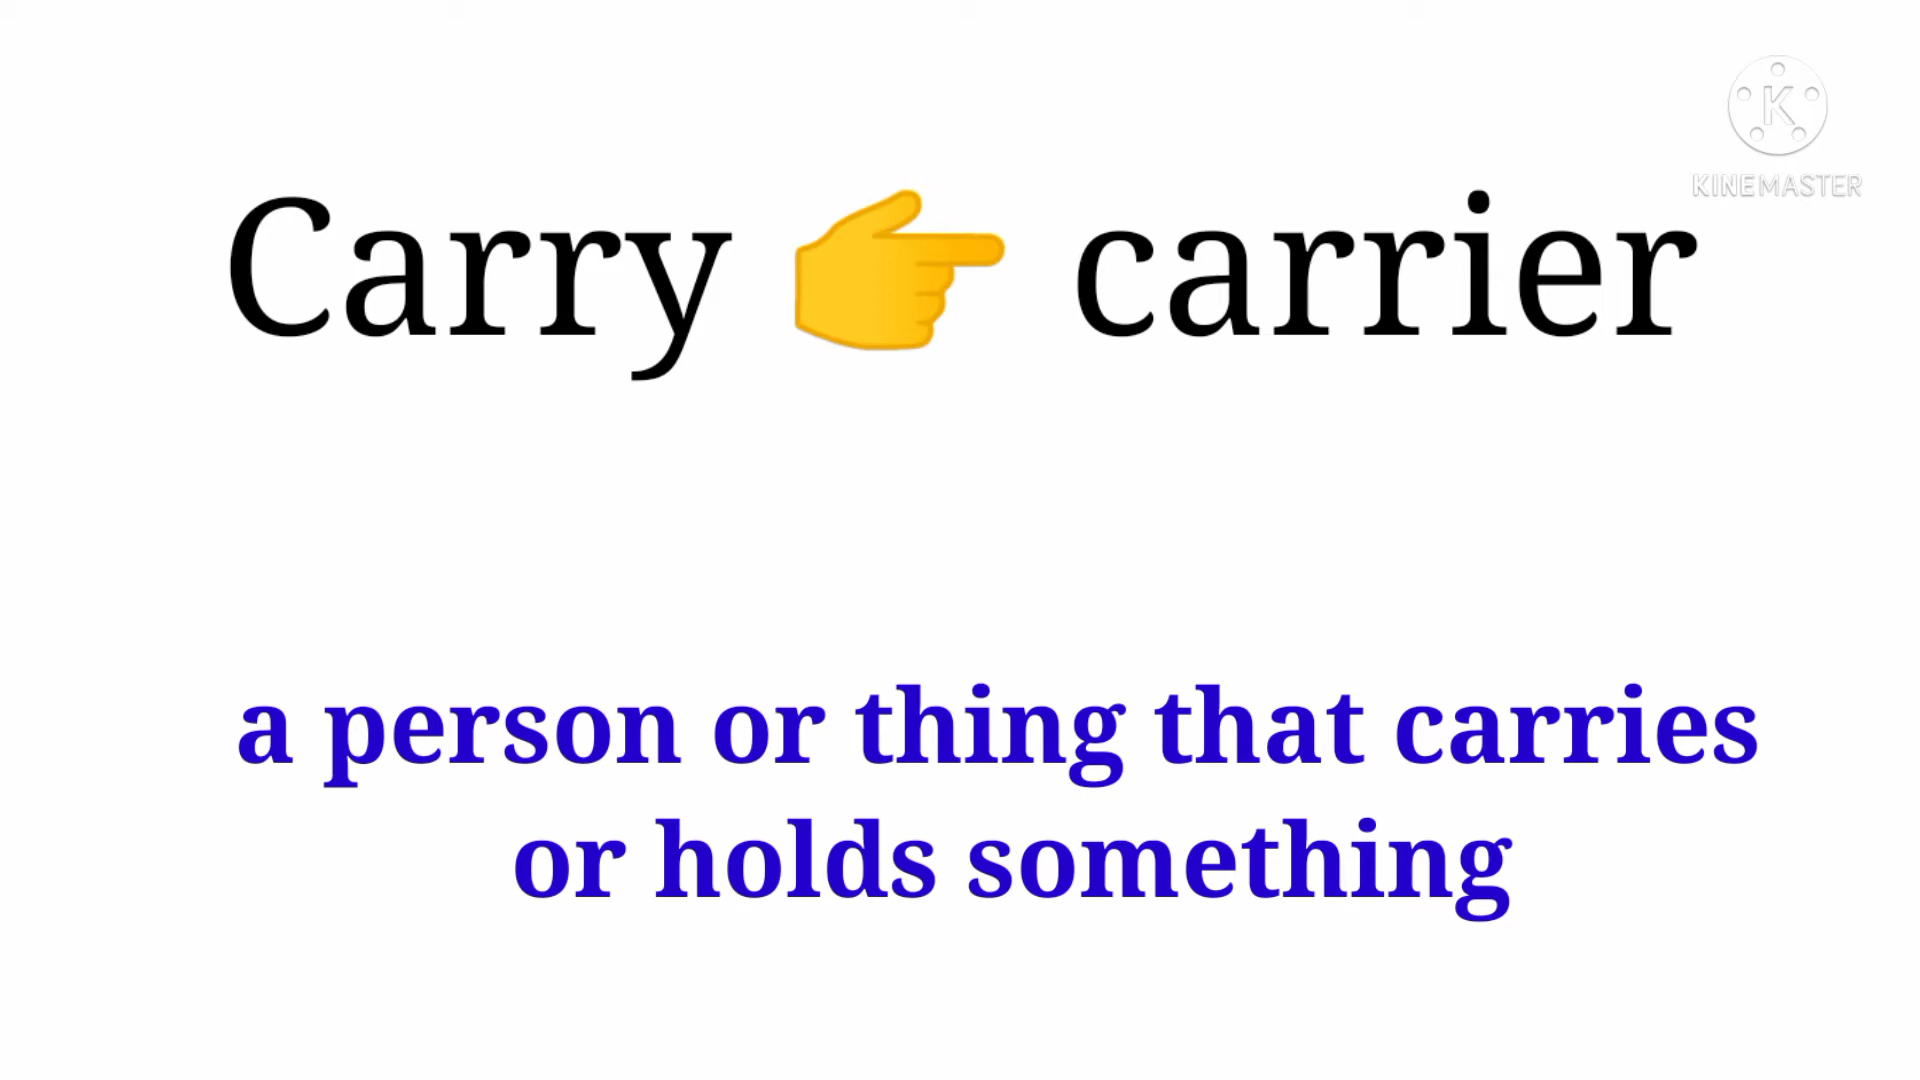 K
KINEMASTER
Carry 👉 carrier
a person or thing that carries
or holds something